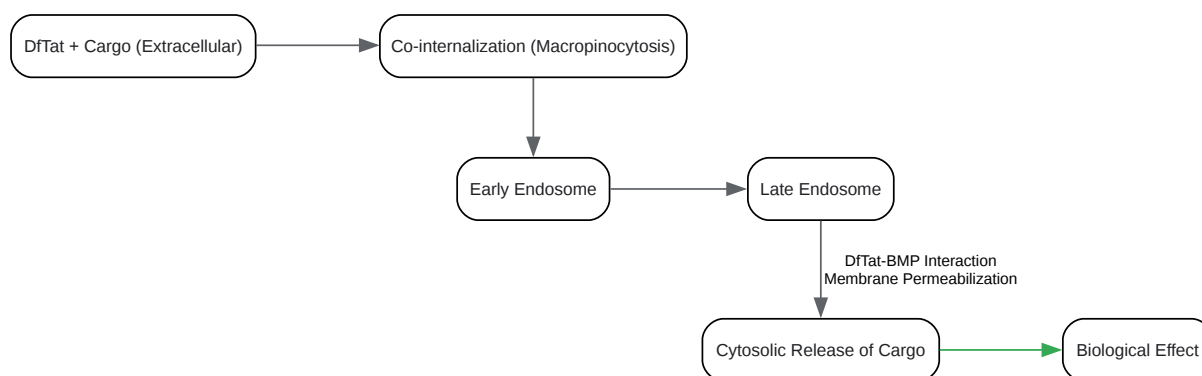 DfTat + Cargo (Extracellular)
Co-internalization (Macropinocytosis)
Early Endosome
Late Endosome
DfTat-BMP Interaction
Membrane Permeabilization
Cytosolic Release of Cargo
Biological Effect